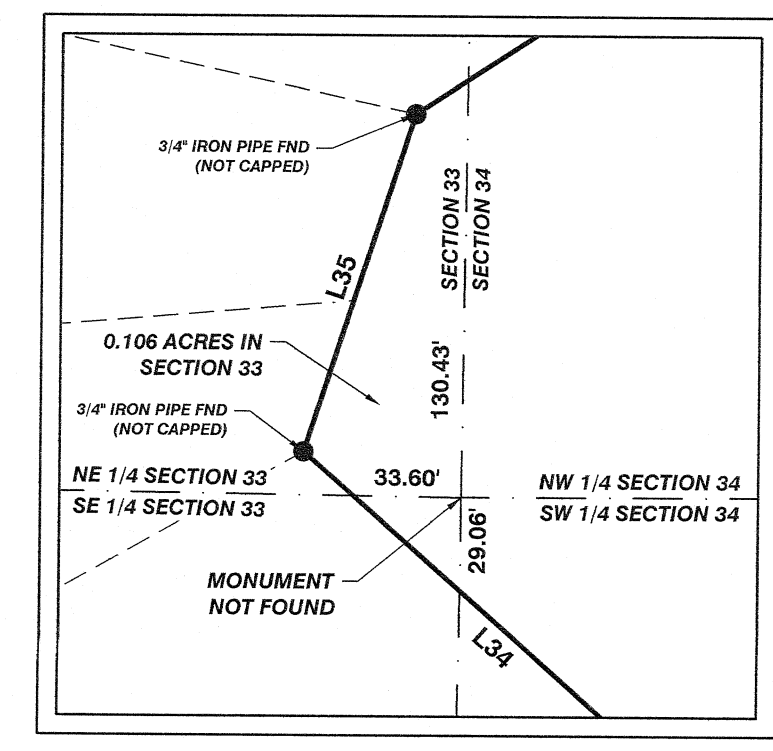 3/4" IRON PIPE FND
(NOT CAPPED)
SECTION 33
SECTION 34
L35
0.106 ACRES IN
SECTION 33
130.43'
3/4" IRON PIPE FND
(NOT CAPPED)
NE 1/4 SECTION 33
SE 1/4 SECTION 33
33.60'
NW 1/4 SECTION 34
SW 1/4 SECTION 34
29.06'
MONUMENT
NOT FOUND
L34